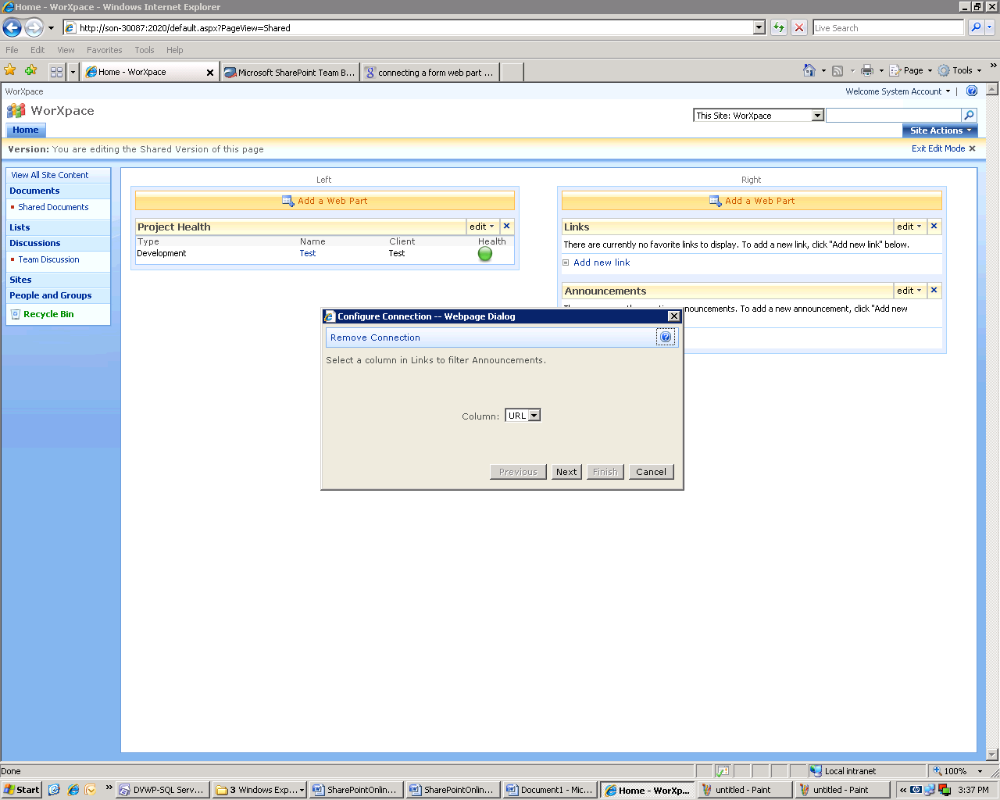 Home - WorXpace - Windows Internet Explorer
http://son-30087:2020/default.aspx?PageView=Shared
Live Search
File Edit View Favorites Tools Help
Home - WorXpace
Microsoft SharePoint Team B...
connecting a form web part ...
Page
Tools
WorXpace
Welcome System Account
WorXpace
This Site: WorXpace
Home
Site Actions
Version: You are editing the Shared Version of this page
Exit Edit Mode
View All Site Content
Documents
Shared Documents
Lists
Discussions
Team Discussion
Sites
People and Groups
Recycle Bin
Left
Add a Web Part
Project Health
edit
Type Name Client Health
Development Test Test
Right
Add a Web Part
Links
edit
There are currently no favorite links to display. To add a new link, click "Add new link" below.
Add new link
Announcements
edit
nouncements. To add a new announcement, click "Add new
Configure Connection -- Webpage Dialog
Remove Connection
Select a column in Links to filter Announcements.
Column: URL
Previous Next Finish Cancel
Done
Local intranet
100%
Start
DVWP-SQL Serv...
3 Windows Exp...
SharePointOnlin...
SharePointOnlin...
Document1 - Mic...
Home - WorXp...
untitled - Paint
untitled - Paint
3:37 PM